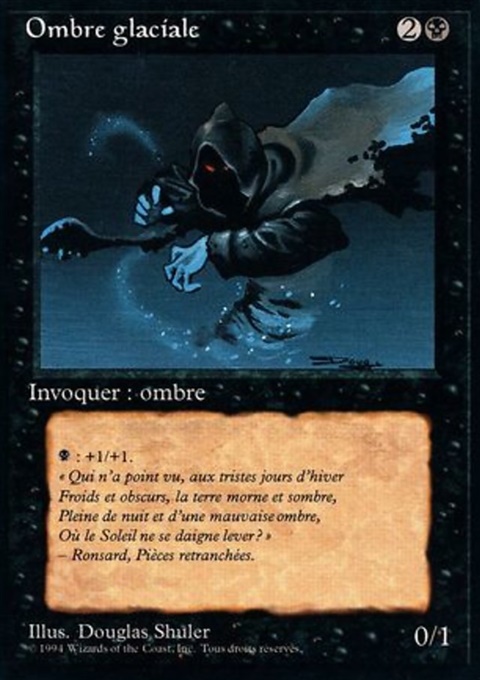 Ombre glaciale 2
Invoquer : ombre
: +1/+1.
« Qui n'a point vu, aux tristes jours d'hiver
Froids et obscurs, la terre morne et sombre,
Pleine de nuit et d'une mauvaise ombre,
Où le Soleil ne se daigne lever? »
– Ronsard, Pièces retranchées.
Illus. Douglas Shuler
©1994 Wizards of the Coast, Inc. Tous droits réservés.
0/1